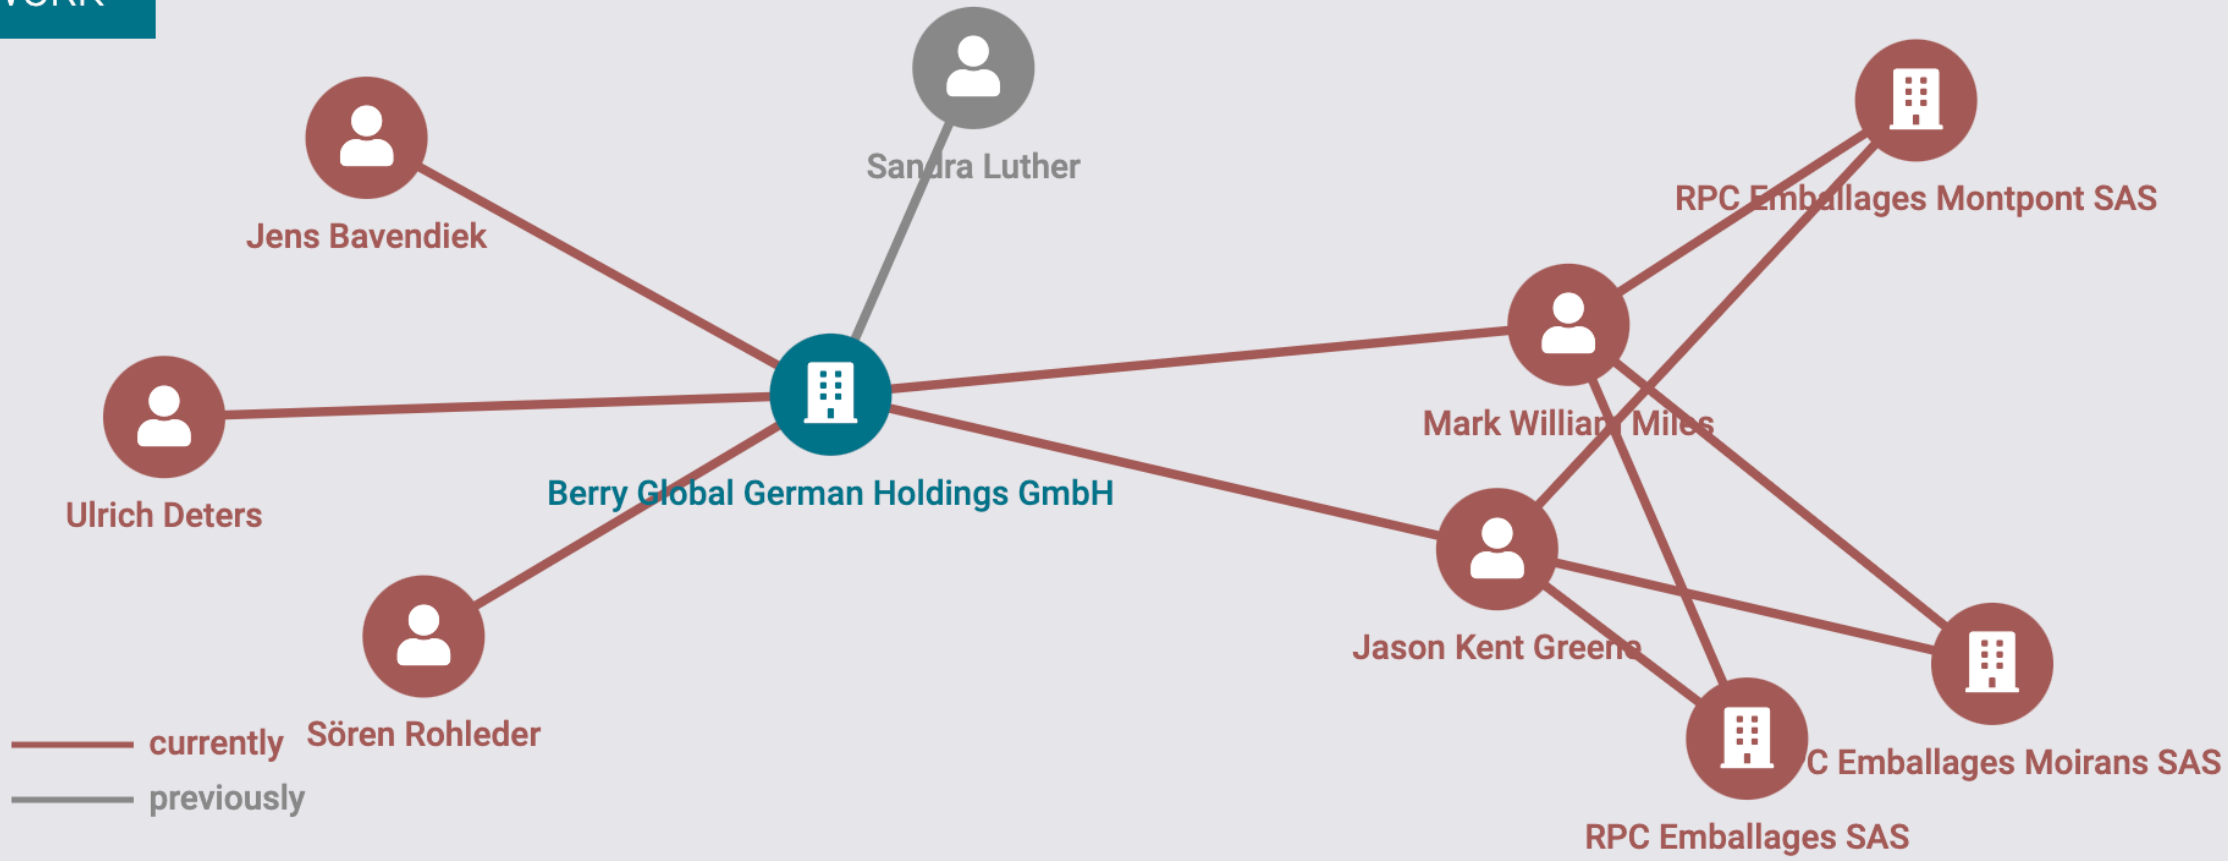 Sandra Luther
Jens Bavendiek
RPC Emballages Montpont SAS
Mark William Miles
Berry Global German Holdings GmbH
Ulrich Deters
Jason Kent Greene
Sören Rohleder
currently
C Emballages Moirans SAS
previously
RPC Emballages SAS